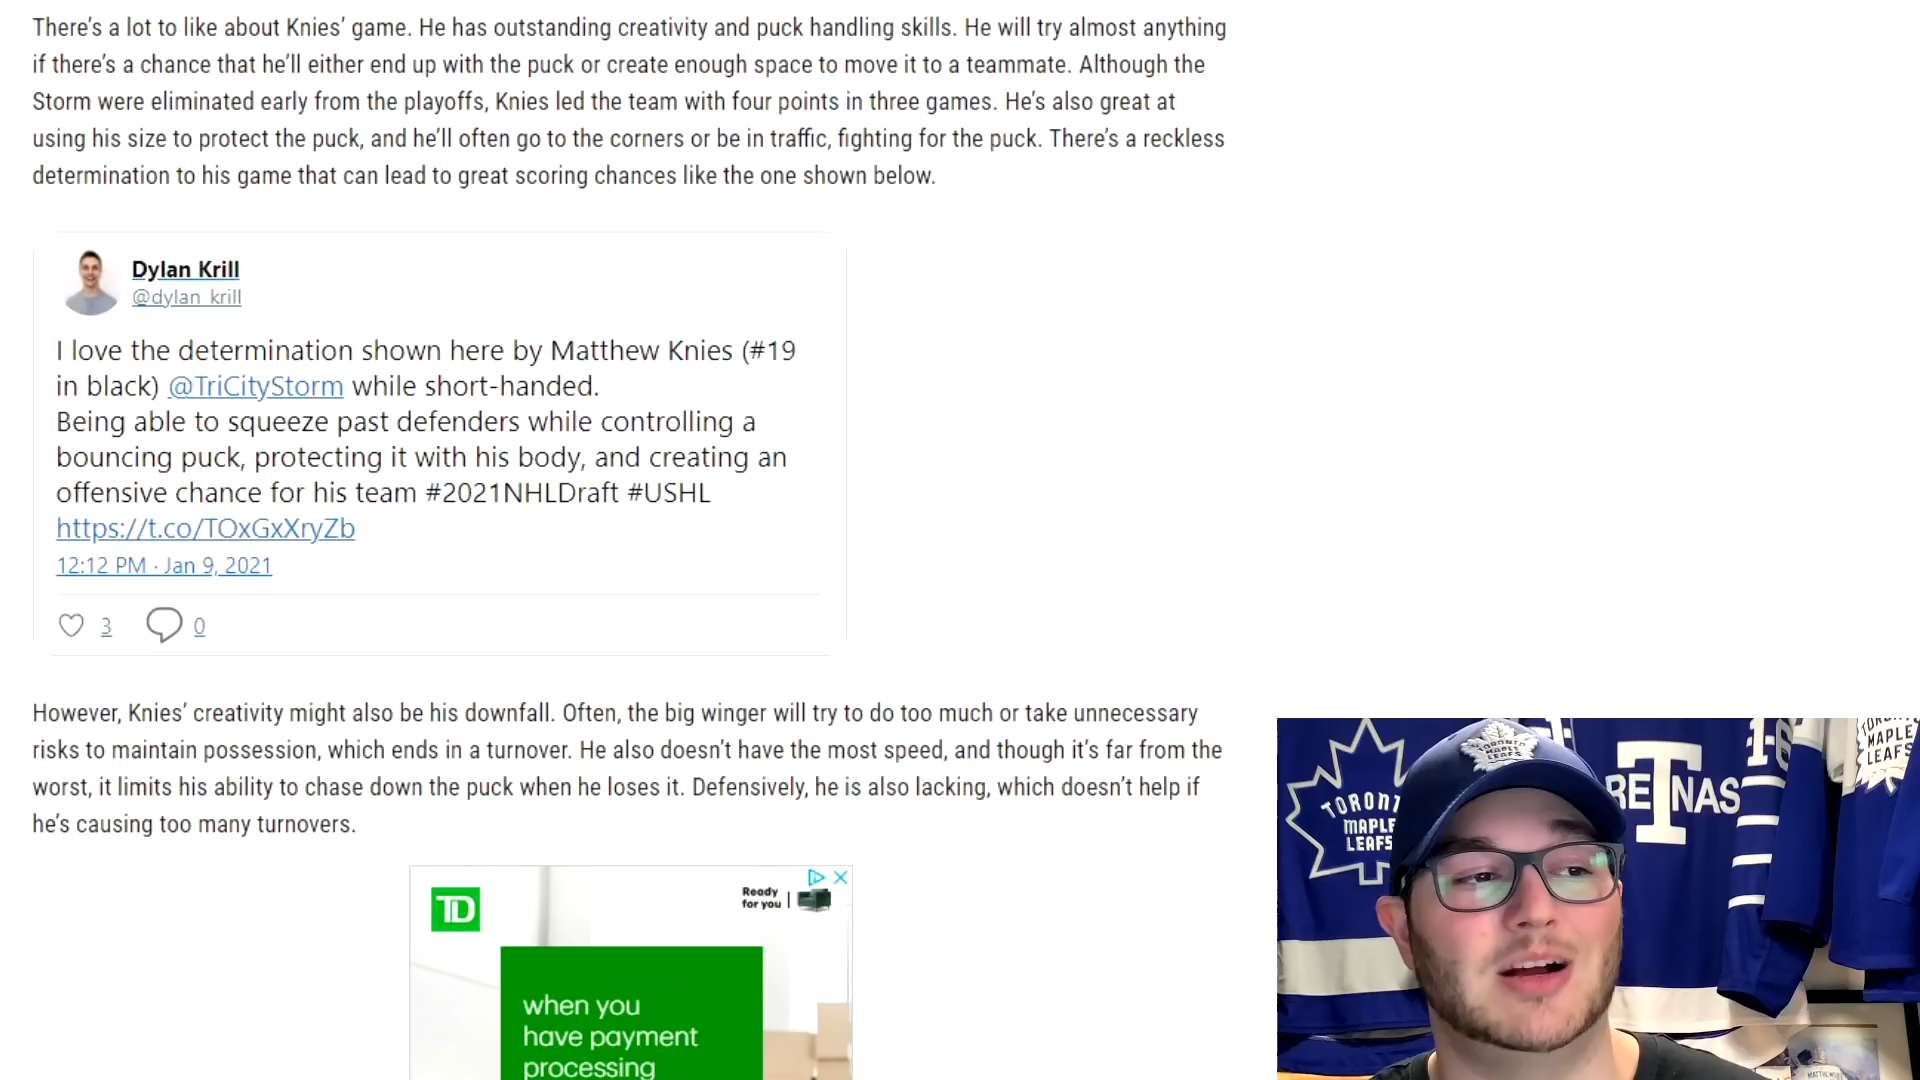 There’s a lot to like about Knies’ game. He has outstanding creativity and puck handling skills. He will try almost anything
if there’s a chance that he’ll either end up with the puck or create enough space to move it to a teammate. Although the
Storm were eliminated early from the playoffs, Knies led the team with four points in three games. He’s also great at
using his size to protect the puck, and he’ll often go to the corners or be in traffic, fighting for the puck. There’s a reckless
determination to his game that can lead to great scoring chances like the one shown below.
Dylan Krill
@dylan_krill
I love the determination shown here by Matthew Knies (#19
in black) @TriCityStorm while short-handed.
Being able to squeeze past defenders while controlling a
bouncing puck, protecting it with his body, and creating an
offensive chance for his team #2021NHLDraft #USHL
https://t.co/TOxGxXryZb
12:12 PM · Jan 9, 2021
3 0
However, Knies’ creativity might also be his downfall. Often, the big winger will try to do too much or take unnecessary
risks to maintain possession, which ends in a turnover. He also doesn’t have the most speed, and though it’s far from the
worst, it limits his ability to chase down the puck when he loses it. Defensively, he is also lacking, which doesn’t help if
he’s causing too many turnovers.
TD
Ready
for you
when you
have payment
processing
TORONT
MAPLE
LEAFS
TORONTO
MAPLE
LEAFS
RE NAS
T
16
MAPLE
LEAFS